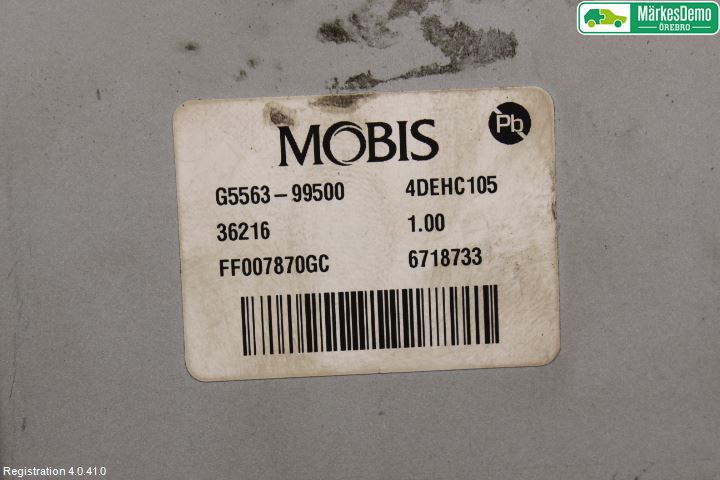 MärkesDemo
ÖREBRO
MOBIS
Pb
G5563-99500 4DEHC105
36216 1.00
FF007870GC 6718733
Registration 4.0.41.0